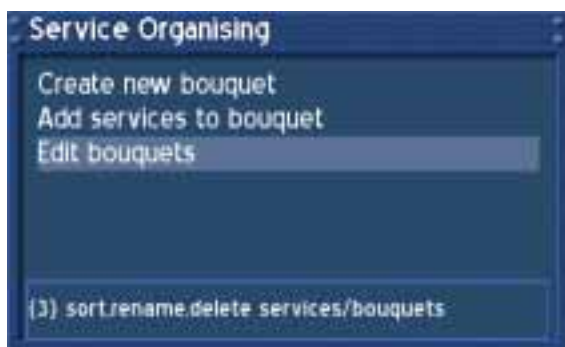 Service Organising
Create new bouquet
Add services to bouquet
Edit bouquets
(3) sort,rename,delete services/bouquets